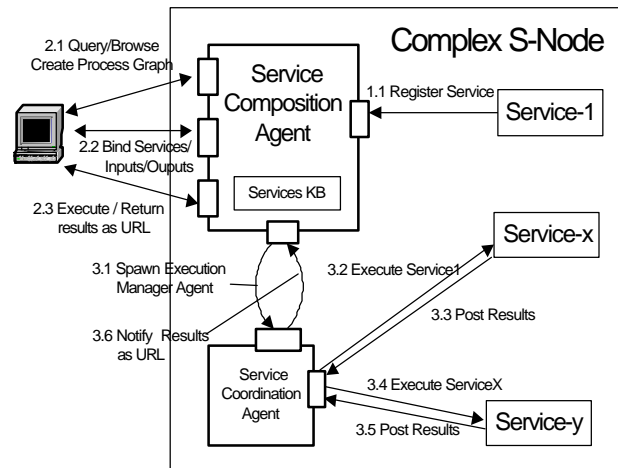 Complex S-Node
2.1 Query/Browse
Create Process Graph
Service
Composition
Agent
1.1 Register Service
Service-1
2.2 Bind Services/
Inputs/Ouputs
Services KB
2.3 Execute / Return
results as URL
Service-x
3.1 Spawn Execution
Manager Agent
3.2 Execute Service1
3.3 Post Results
3.6 Notify Results
as URL
Service
Coordination
Agent
3.4 Execute ServiceX
Service-y
3.5 Post Results